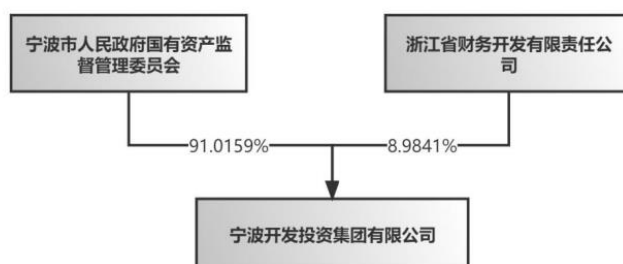 宁波市人民政府国有资产监
督管理委员会
浙江省财务开发有限责任公
司
91.0159%
8.9841%
宁波开发投资集团有限公司